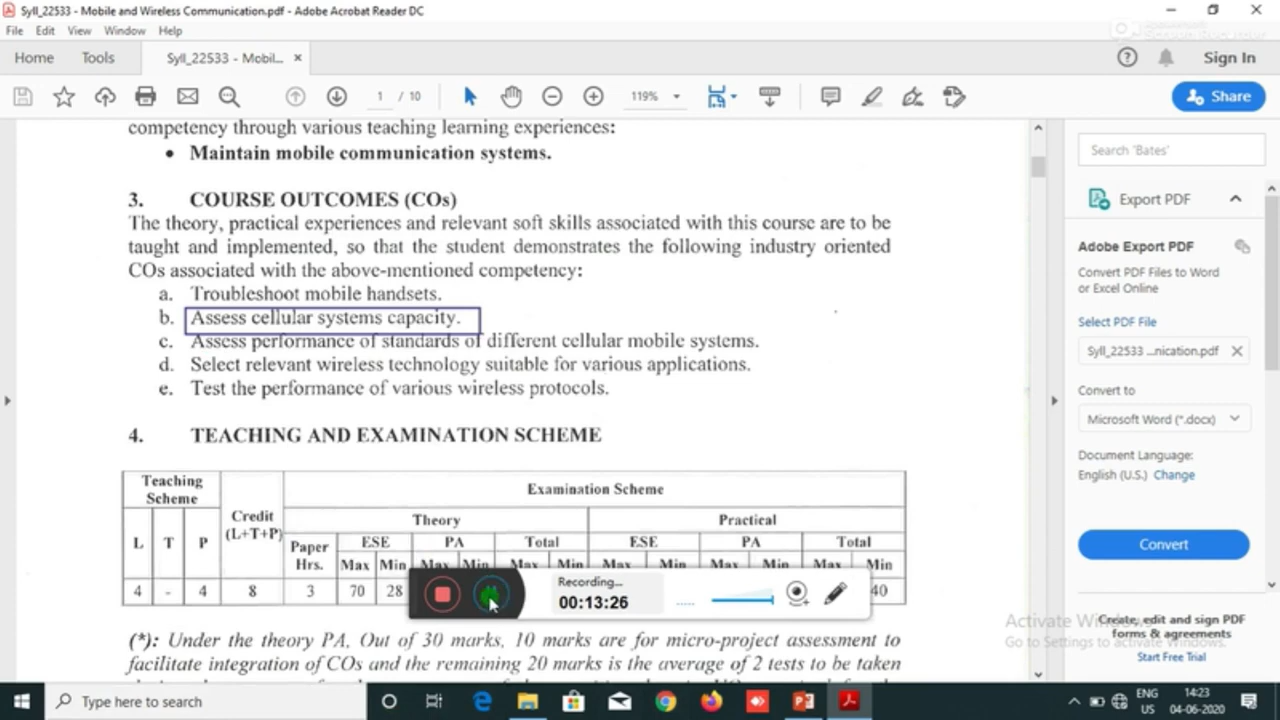 Syll_22533 - Mobile and Wireless Communication.pdf - Adobe Acrobat Reader DC
File Edit View Window Help
Home Tools Syll_22533 - Mobil... × Sign In
1 / 10 119% Share
competency through various teaching learning experiences:
• Maintain mobile communication systems.
3. COURSE OUTCOMES (COs)
The theory, practical experiences and relevant soft skills associated with this course are to be
taught and implemented, so that the student demonstrates the following industry oriented
COs associated with the above-mentioned competency:
a. Troubleshoot mobile handsets.
b. Assess cellular systems capacity.
c. Assess performance of standards of different cellular mobile systems.
d. Select relevant wireless technology suitable for various applications.
e. Test the performance of various wireless protocols.
4. TEACHING AND EXAMINATION SCHEME
Teaching
Scheme
Credit
(L+T+P)
Examination Scheme
Theory Practical
L T P
Paper
Hrs.
ESE PA Total ESE PA Total
Max Min Max Min Max Min Max Min Max Min Max Min
4 - 4 8 3 70 28 40
Recording...
00:13:26
(*): Under the theory PA, Out of 30 marks, 10 marks are for micro-project assessment to
facilitate integration of COs and the remaining 20 marks is the average of 2 tests to be taken
Search 'Bates'
Export PDF
Adobe Export PDF
Convert PDF Files to Word
or Excel Online
Select PDF File
Syll_22533 ...nication.pdf ×
Convert to
Microsoft Word (*.docx)
Document Language:
English (U.S.) Change
Convert
Create, edit and sign PDF
forms & agreements
Start Free Trial
Activate Windows
Go to Settings to activate Windows.
Type here to search
ENG
US
14:23
04-06-2020